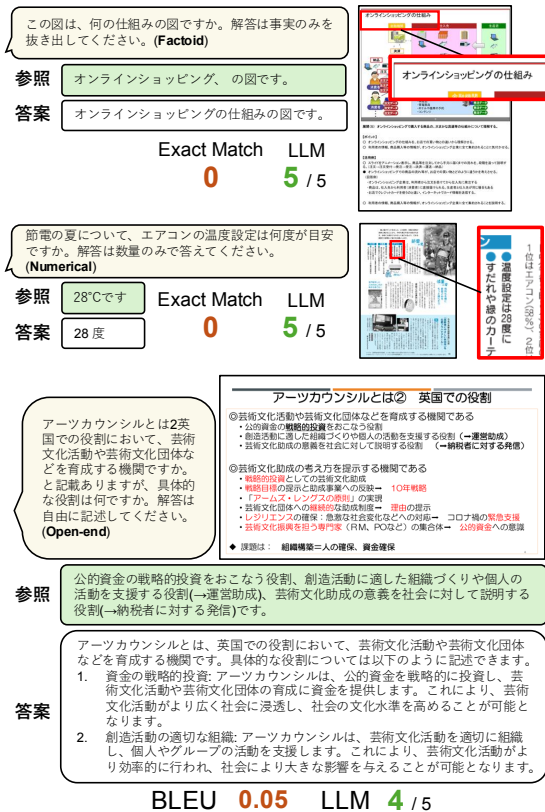 この図は、何の仕組みの図ですか。解答は事実のみを
抜き出してください。(Factoid)
参照
オンラインショッピング、 の図です。
答案
オンラインショッピングの仕組みの図です。
Exact Match LLM
0 5 / 5
オンラインショッピングの仕組み
オンラインショッピングの仕組み
節電の夏について、エアコンの温度設定は何度が目安
ですか。解答は数量のみで答えてください。
(Numerical)
参照
28℃です
答案
28 度
Exact Match LLM
0 5 / 5
1位はエアコン(58%)、2位
●温度設定は28度に
●すだれや緑のカーテ
アーツカウンシルとは2英
国での役割において、芸術
文化活動や芸術文化団体な
どを育成する機関ですか。
と記載ありますが、具体的
な役割は何ですか。解答は
自由に記述してください。
(Open-end)
アーツカウンシルとは② 英国での役割
◎芸術文化活動や芸術文化団体などを育成する機関である
・公的資金の戦略的投資をおこなう役割
・創造活動に適した組織づくりや個人の活動を支援する役割（→運営助成）
・芸術文化助成の意義を社会に対して説明する役割 （→納税者に対する発信）
◎芸術文化助成の考え方を提示する機関である
・戦略的投資としての芸術文化助成
・戦略目標の提示と助成事業への反映→ 10年戦略
・「アームズ・レングスの原則」の実現
・芸術文化団体への継続的な助成制度→ 理由の提示
・レジリエンスの確保：急激な社会変化などへの対応→ コロナ禍の緊急支援
・芸術文化振興を担う専門家（RM、POなど）の集合体→ 公的資金への意識
◆ 課題は： 組織構築＝人の確保、資金確保
参照
公的資金の戦略的投資をおこなう役割、創造活動に適した組織づくりや個人の
活動を支援する役割(→運営助成)、芸術文化助成の意義を社会に対して説明する
役割(→納税者に対する発信)です。
答案
アーツカウンシルとは、英国での役割において、芸術文化活動や芸術文化団体
などを育成する機関です。具体的な役割については以下のように記述できます。
1. 資金の戦略的投資: アーツカウンシルは、公的資金を戦略的に投資し、芸
術文化活動や芸術文化団体の育成に資金を提供します。これにより、芸術
文化活動がより広く社会に浸透し、社会の文化水準を高めることが可能と
なります。
2. 創造活動の適切な組織: アーツカウンシルは、芸術文化活動を適切に組織
し、個人やグループの活動を支援します。これにより、芸術文化活動がよ
り効率的に行われ、社会により大きな影響を与えることが可能となります。
BLEU 0.05 LLM 4 / 5